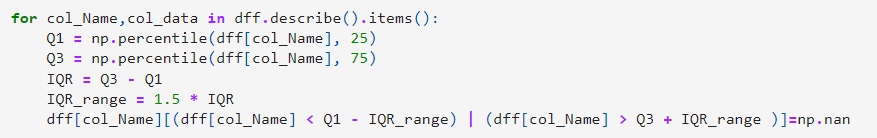 for col_Name,col_data in dff.describe().items():
    Q1 = np.percentile(dff[col_Name], 25)
    Q3 = np.percentile(dff[col_Name], 75)
    IQR = Q3 - Q1
    IQR_range = 1.5 * IQR
    dff[col_Name][(dff[col_Name] < Q1 - IQR_range) | (dff[col_Name] > Q3 + IQR_range )]=np.nan